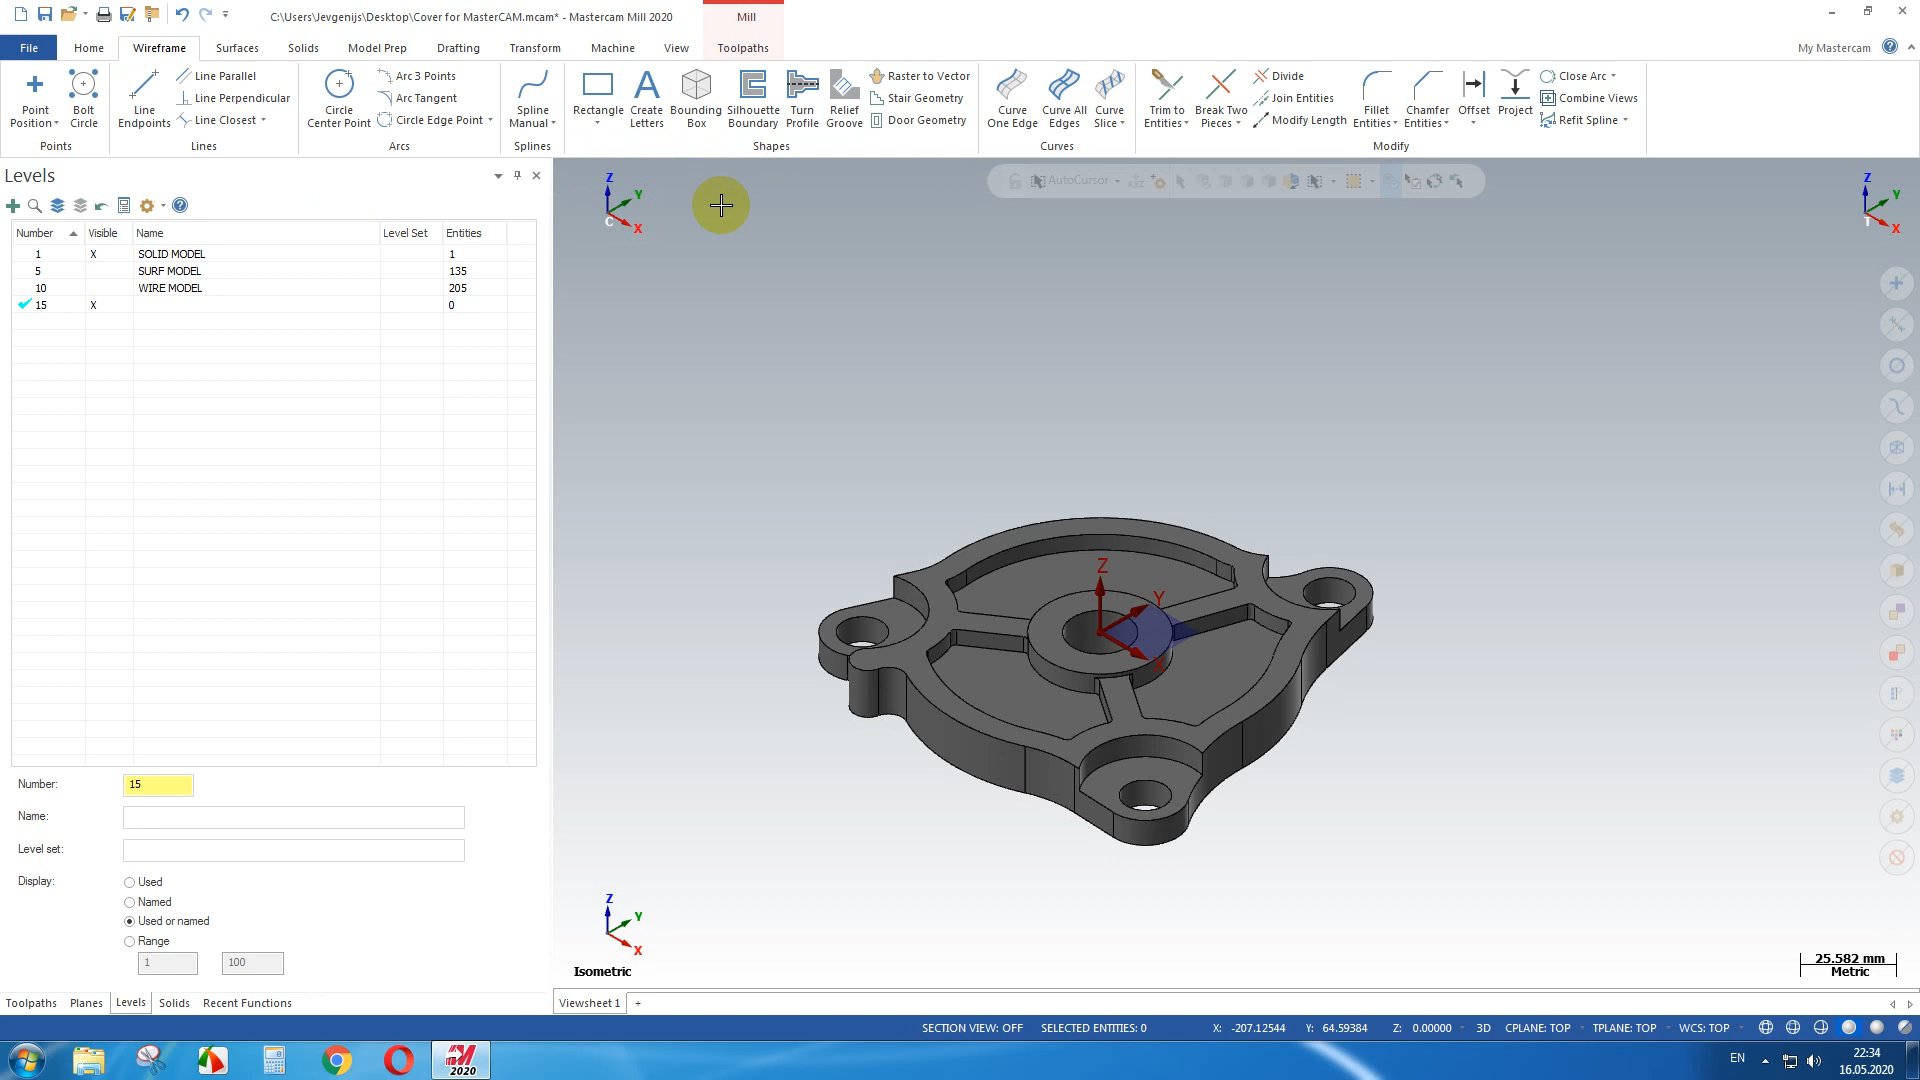 C:\Users\Jevgenijs\Desktop\Cover for MasterCAM.mcam* - Mastercam Mill 2020
Mill
File
Home
Wireframe
Surfaces
Solids
Model Prep
Drafting
Transform
Machine
View
Toolpaths
My Mastercam
Point Position
Bolt Circle
Points
Line Endpoints
Line Parallel
Line Perpendicular
Line Closest
Lines
Circle Center Point
Arc 3 Points
Arc Tangent
Circle Edge Point
Arcs
Spline Manual
Splines
Rectangle
Create Letters
Bounding Box
Silhouette Boundary
Turn Profile
Relief Groove
Raster to Vector
Stair Geometry
Door Geometry
Shapes
Curve One Edge
Curve All Edges
Curve Slice
Curves
Trim to Entities
Break Two Pieces
Divide
Join Entities
Modify Length
Fillet Entities
Chamfer Entities
Offset
Project
Close Arc
Combine Views
Refit Spline
Modify
Levels
Number Visible Name Level Set Entities
1 X SOLID MODEL 1
5 SURF MODEL 135
10 WIRE MODEL 205
15 X 0
Number: 15
Name:
Level set:
Display:
Used
Named
Used or named
Range
1 100
Toolpaths Planes Levels Solids Recent Functions
AutoCursor
Z
Y
C
X
Z
Y
T
X
Z
Y
X
Z
Y
X
Isometric
25.582 mm
Metric
Viewsheet 1 +
SECTION VIEW: OFF SELECTED ENTITIES: 0 X: -207.12544 Y: 64.59384 Z: 0.00000 3D CPLANE: TOP TPLANE: TOP WCS: TOP
2020
EN
22:34
16.05.2020